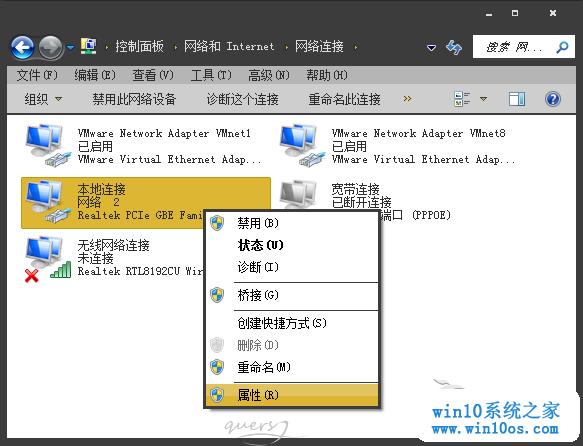 控制面板 网络和 Internet 网络连接 搜索 网...
文件(F) 编辑(E) 查看(V) 工具(T) 高级(N) 帮助(H)
组织 禁用此网络设备 诊断这个连接 重命名此连接 »
VMware Network Adapter VMnet1
已启用
VMware Virtual Ethernet Adap...
VMware Network Adapter VMnet8
已启用
VMware Virtual Ethernet Adap...
本地连接
网络 2
Realtek PCIe GBE Fami
宽带连接
已断开连接
端口 (PPPOE)
无线网络连接
未连接
Realtek RTL8192CU Wir
禁用(B)
状态(U)
诊断(I)
桥接(G)
创建快捷方式(S)
删除(D)
重命名(M)
属性(R)
quers
win10系统之家
www.win10os.com